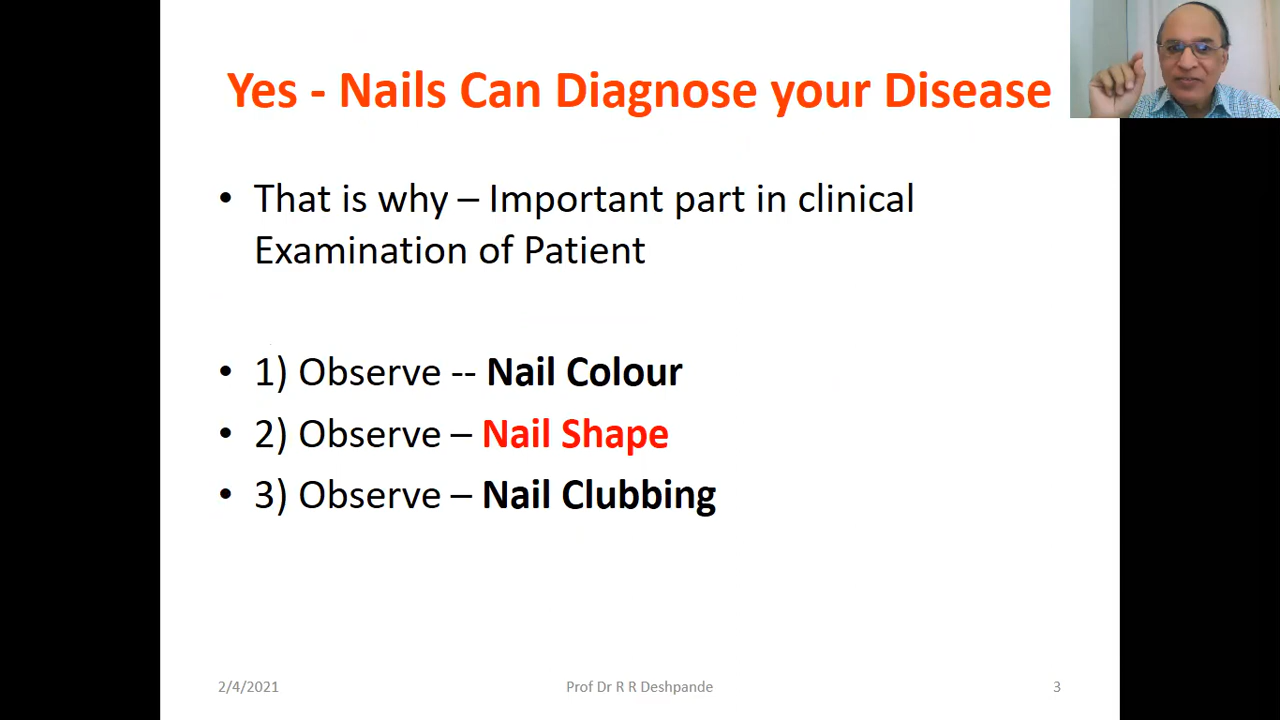 Yes - Nails Can Diagnose your Disease
• That is why – Important part in clinical
Examination of Patient
• 1) Observe -- Nail Colour
• 2) Observe – Nail Shape
• 3) Observe – Nail Clubbing
2/4/2021
Prof Dr R R Deshpande
3